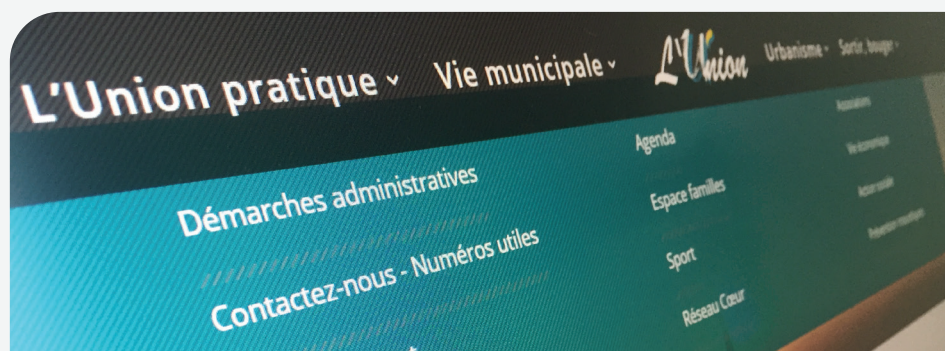 L'Union pratique
Vie municipale
L'Union
Urbanisme
Sortir, bouger
Démarches administratives
Contactez-nous - Numéros utiles
Agenda
Espace familles
Sport
Réseau Cœur
Associations
Vie économique
Action sociale